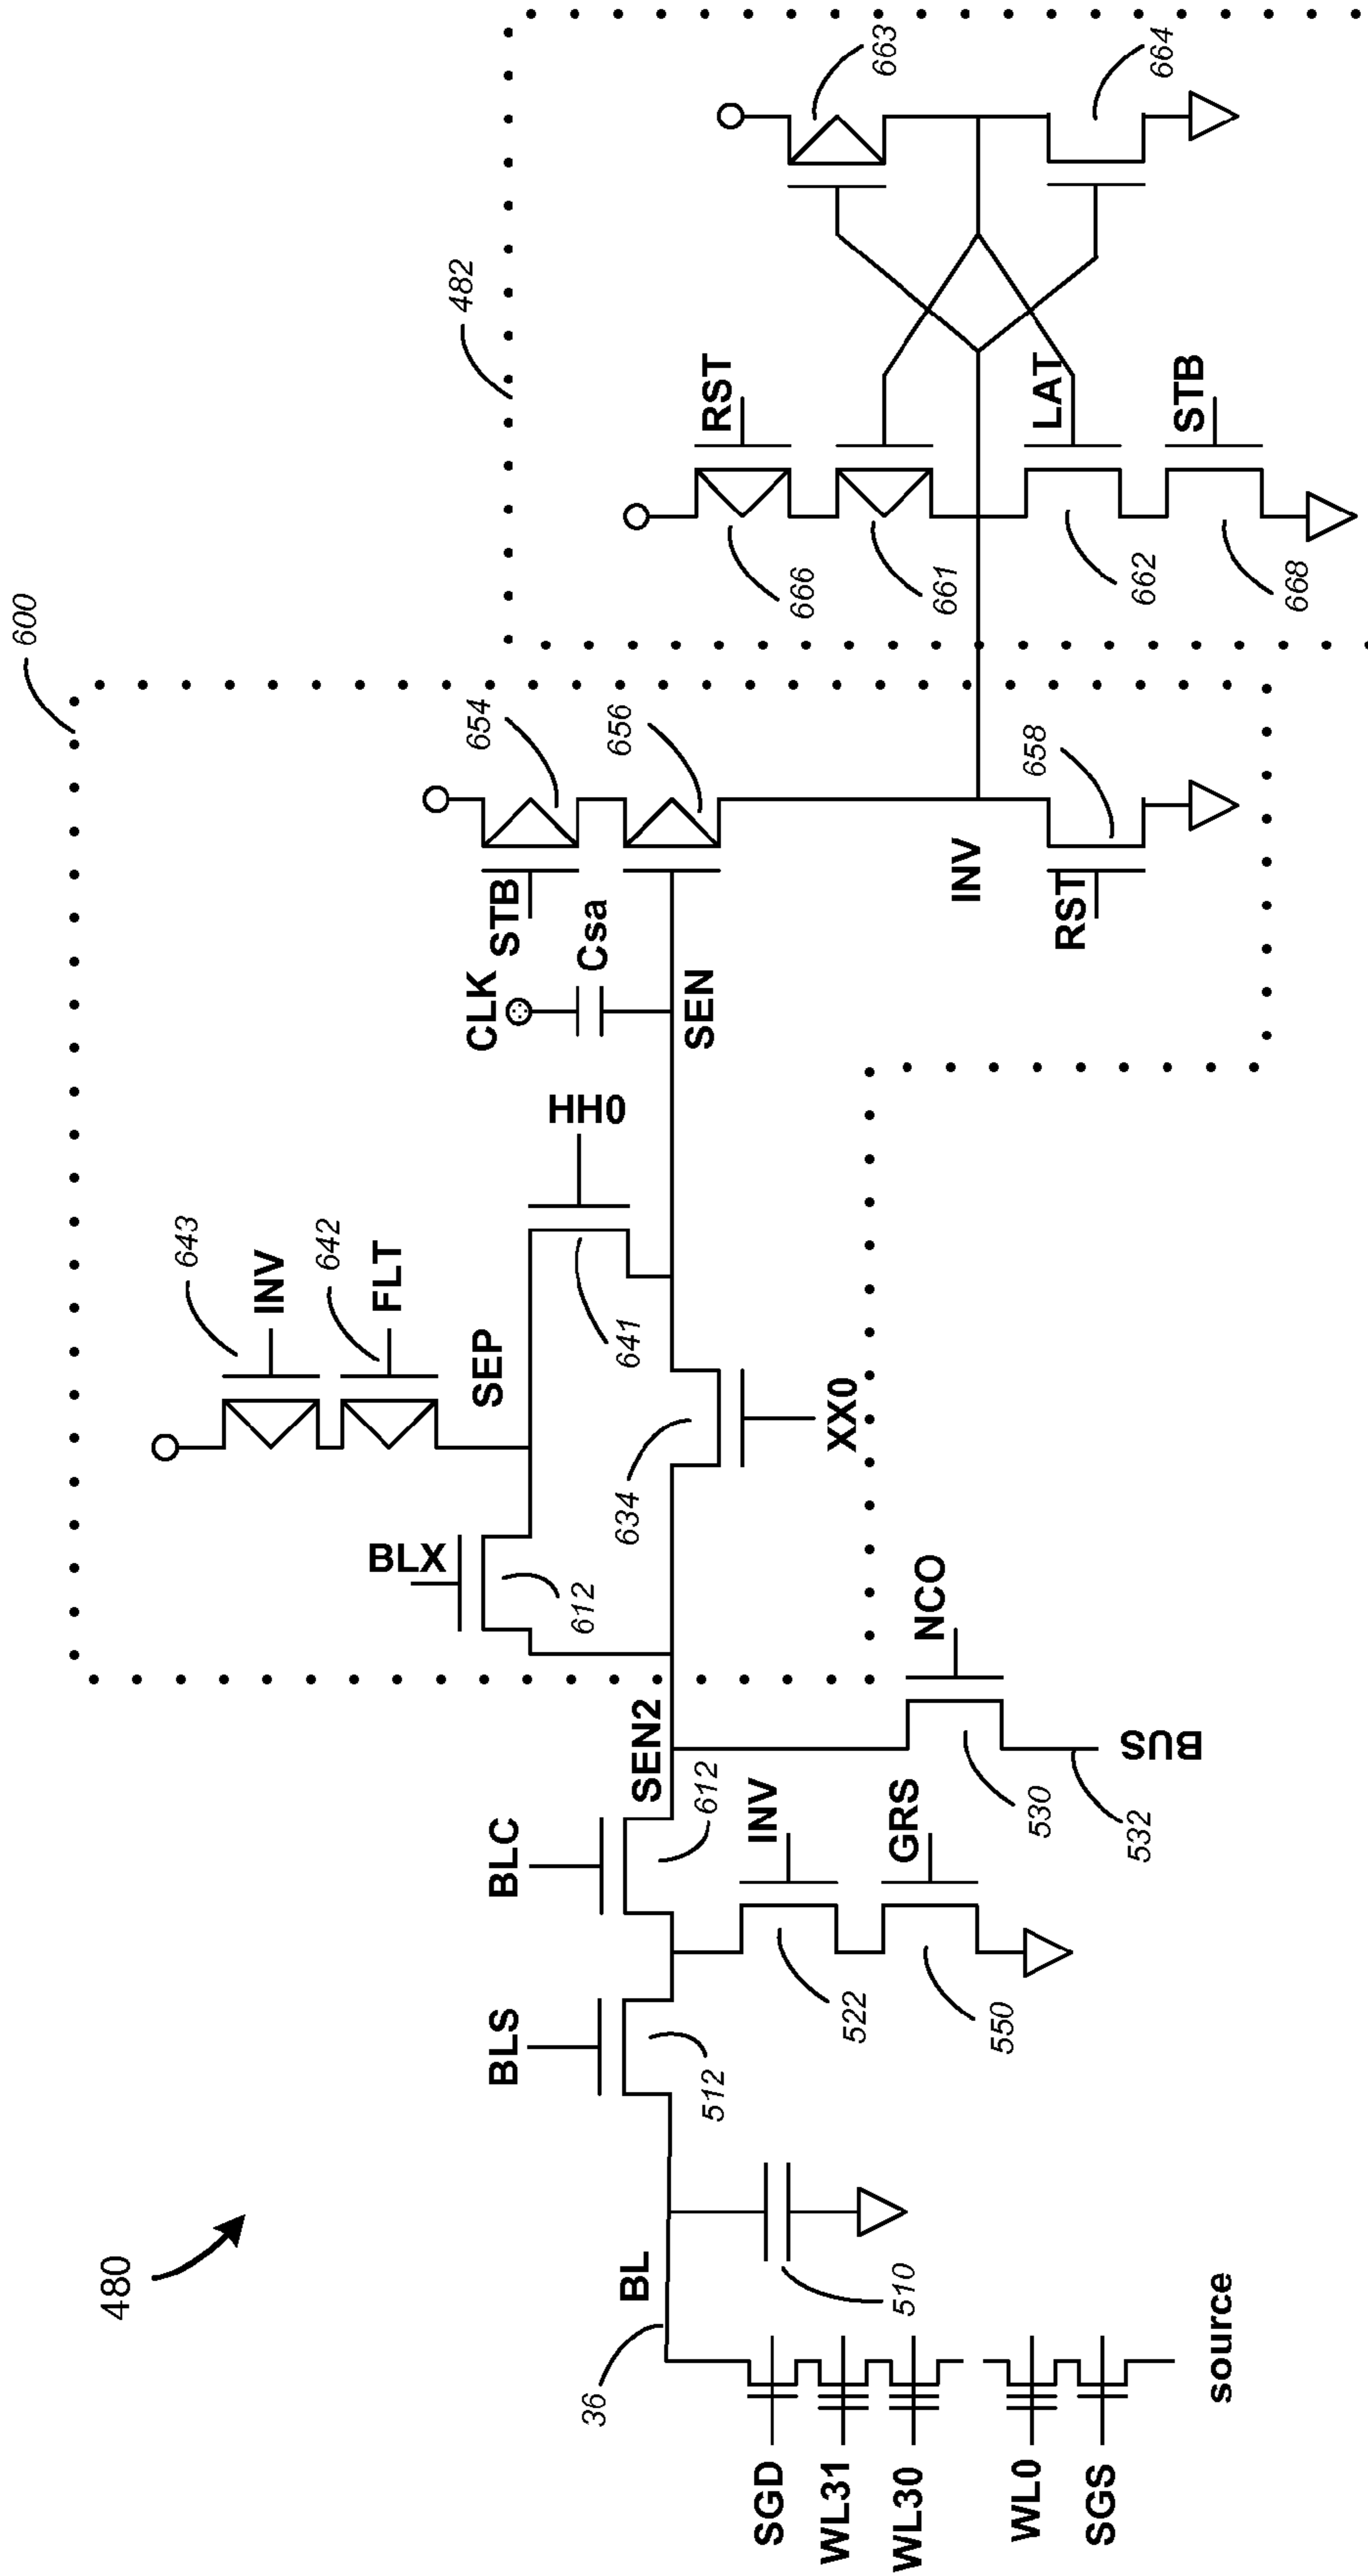 480
600
482
643
INV
642
FLT
SEP
BLX
612
HH0
641
634
XX0
CLK
STB
Csa
654
656
SEN
INV
RST
658
RST
666
661
LAT
662
STB
668
663
664
BLS
512
BLC
612
SEN2
INV
522
GRS
550
NCO
530
BUS
532
BL
36
510
SGD
WL31
WL30
WL0
SGS
source